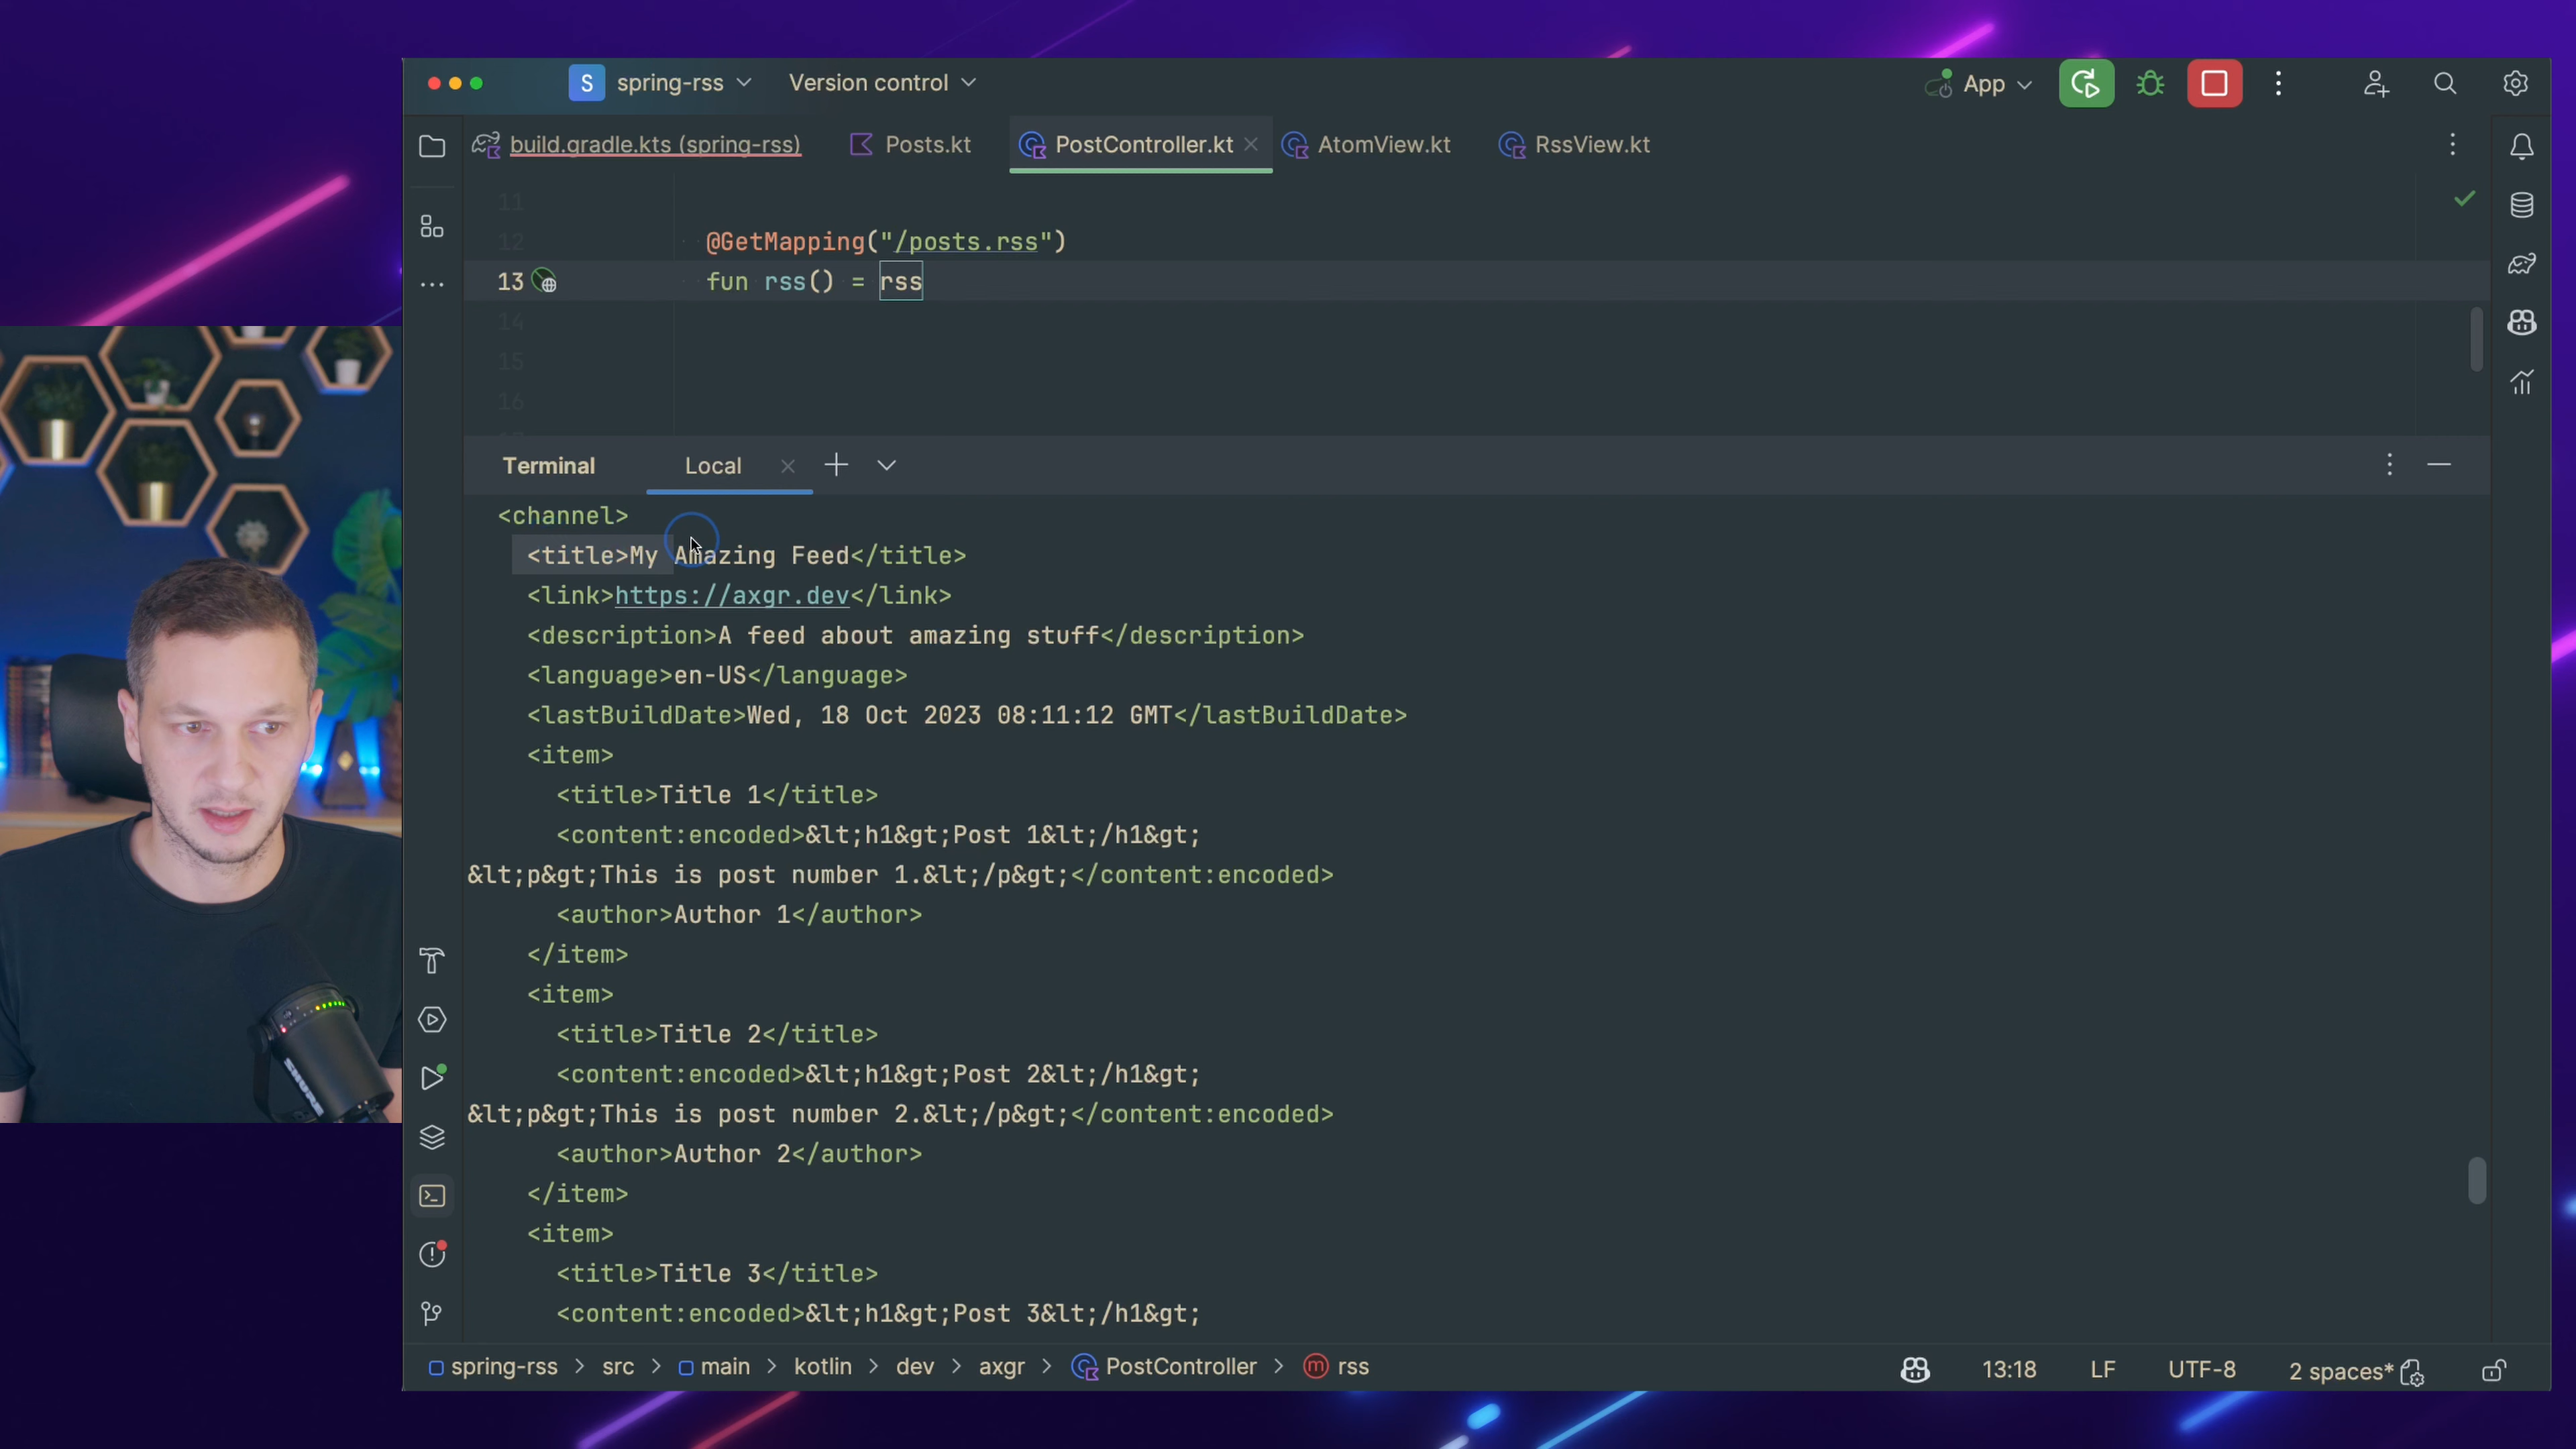 S spring-rss Version control App
build.gradle.kts (spring-rss) Posts.kt PostController.kt AtomView.kt RssView.kt
11
12 @GetMapping("/posts.rss")
13 fun rss() = rss
14
15
16
Terminal Local
<channel>
<title>My Amazing Feed</title>
<link>https://axgr.dev</link>
<description>A feed about amazing stuff</description>
<language>en-US</language>
<lastBuildDate>Wed, 18 Oct 2023 08:11:12 GMT</lastBuildDate>
<item>
<title>Title 1</title>
<content:encoded>&lt;h1&gt;Post 1&lt;/h1&gt;
&lt;p&gt;This is post number 1.&lt;/p&gt;</content:encoded>
<author>Author 1</author>
</item>
<item>
<title>Title 2</title>
<content:encoded>&lt;h1&gt;Post 2&lt;/h1&gt;
&lt;p&gt;This is post number 2.&lt;/p&gt;</content:encoded>
<author>Author 2</author>
</item>
<item>
<title>Title 3</title>
<content:encoded>&lt;h1&gt;Post 3&lt;/h1&gt;
spring-rss > src > main > kotlin > dev > axgr > PostController > m rss 13:18 LF UTF-8 2 spaces*